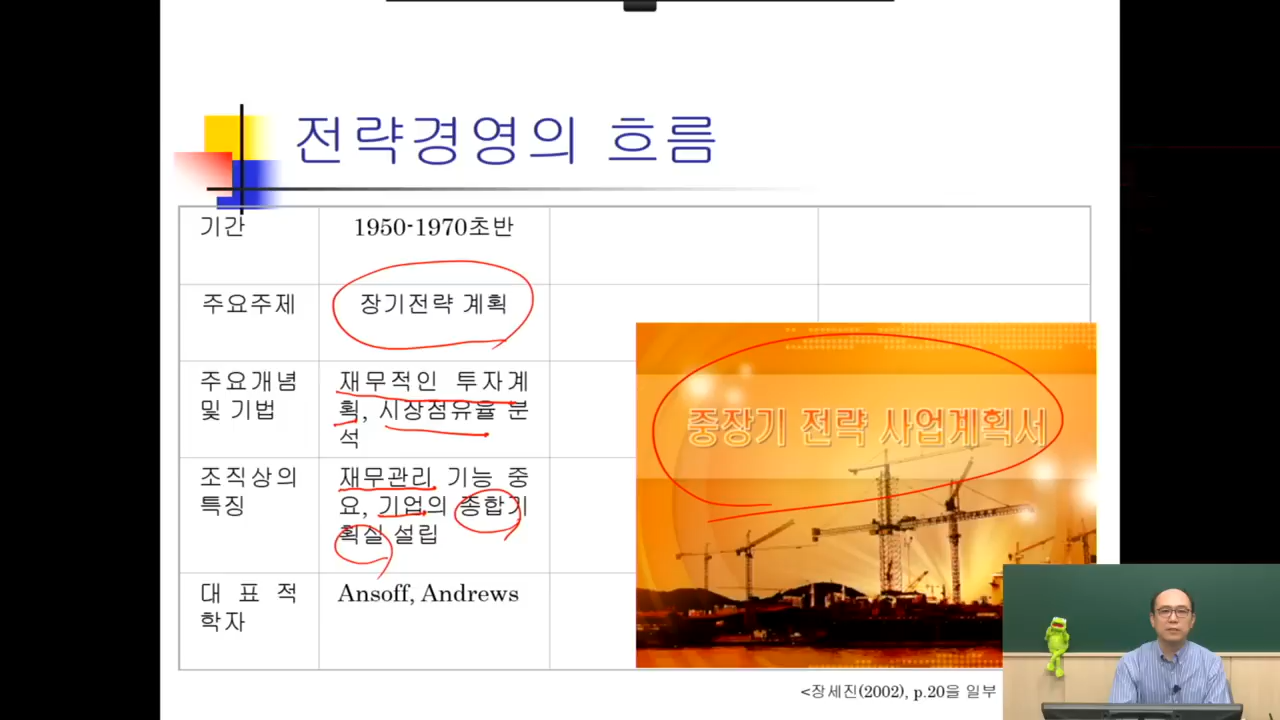 전략경영의 흐름
기간
1950-1970초반
주요주제
장기전략 계획
주요개념
및 기법
재무적인 투자계
획, 시장점유율 분
석
조직상의
특징
재무관리 기능 중
요, 기업의 종합기
획실 설립
대 표 적
학자
Ansoff, Andrews
중장기 전략 사업계획서
<장세진(2002), p.20을 일부